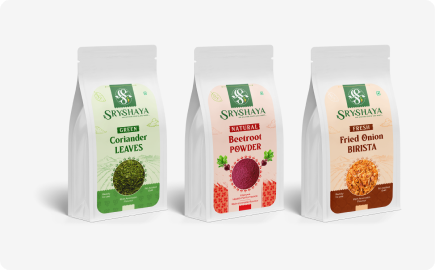 SRYSHAYA
GREEN
Coriander
LEAVES
SRYSHAYA
NATURAL
Beetroot
POWDER
SRYSHAYA
FRESH
Fried Onion
BIRISTA